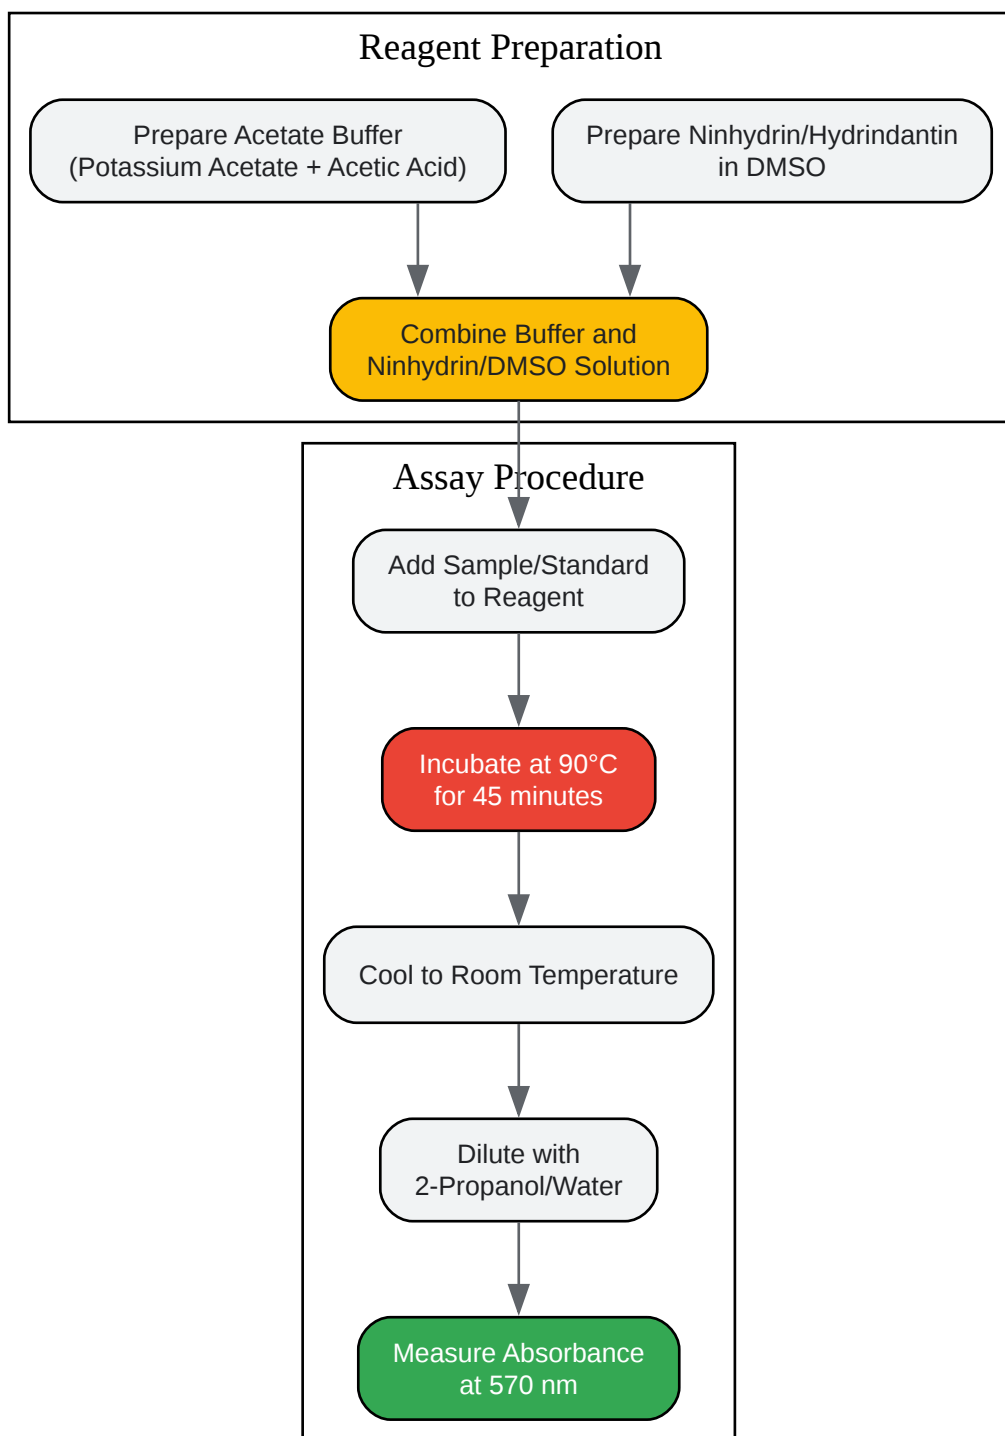 Reagent Preparation
Prepare Acetate Buffer
(Potassium Acetate + Acetic Acid)
Prepare Ninhydrin/Hydrindantin
in DMSO
Combine Buffer and
Ninhydrin/DMSO Solution
Assay Procedure
Add Sample/Standard
to Reagent
Incubate at 90°C
for 45 minutes
Cool to Room Temperature
Dilute with
2-Propanol/Water
Measure Absorbance
at 570 nm